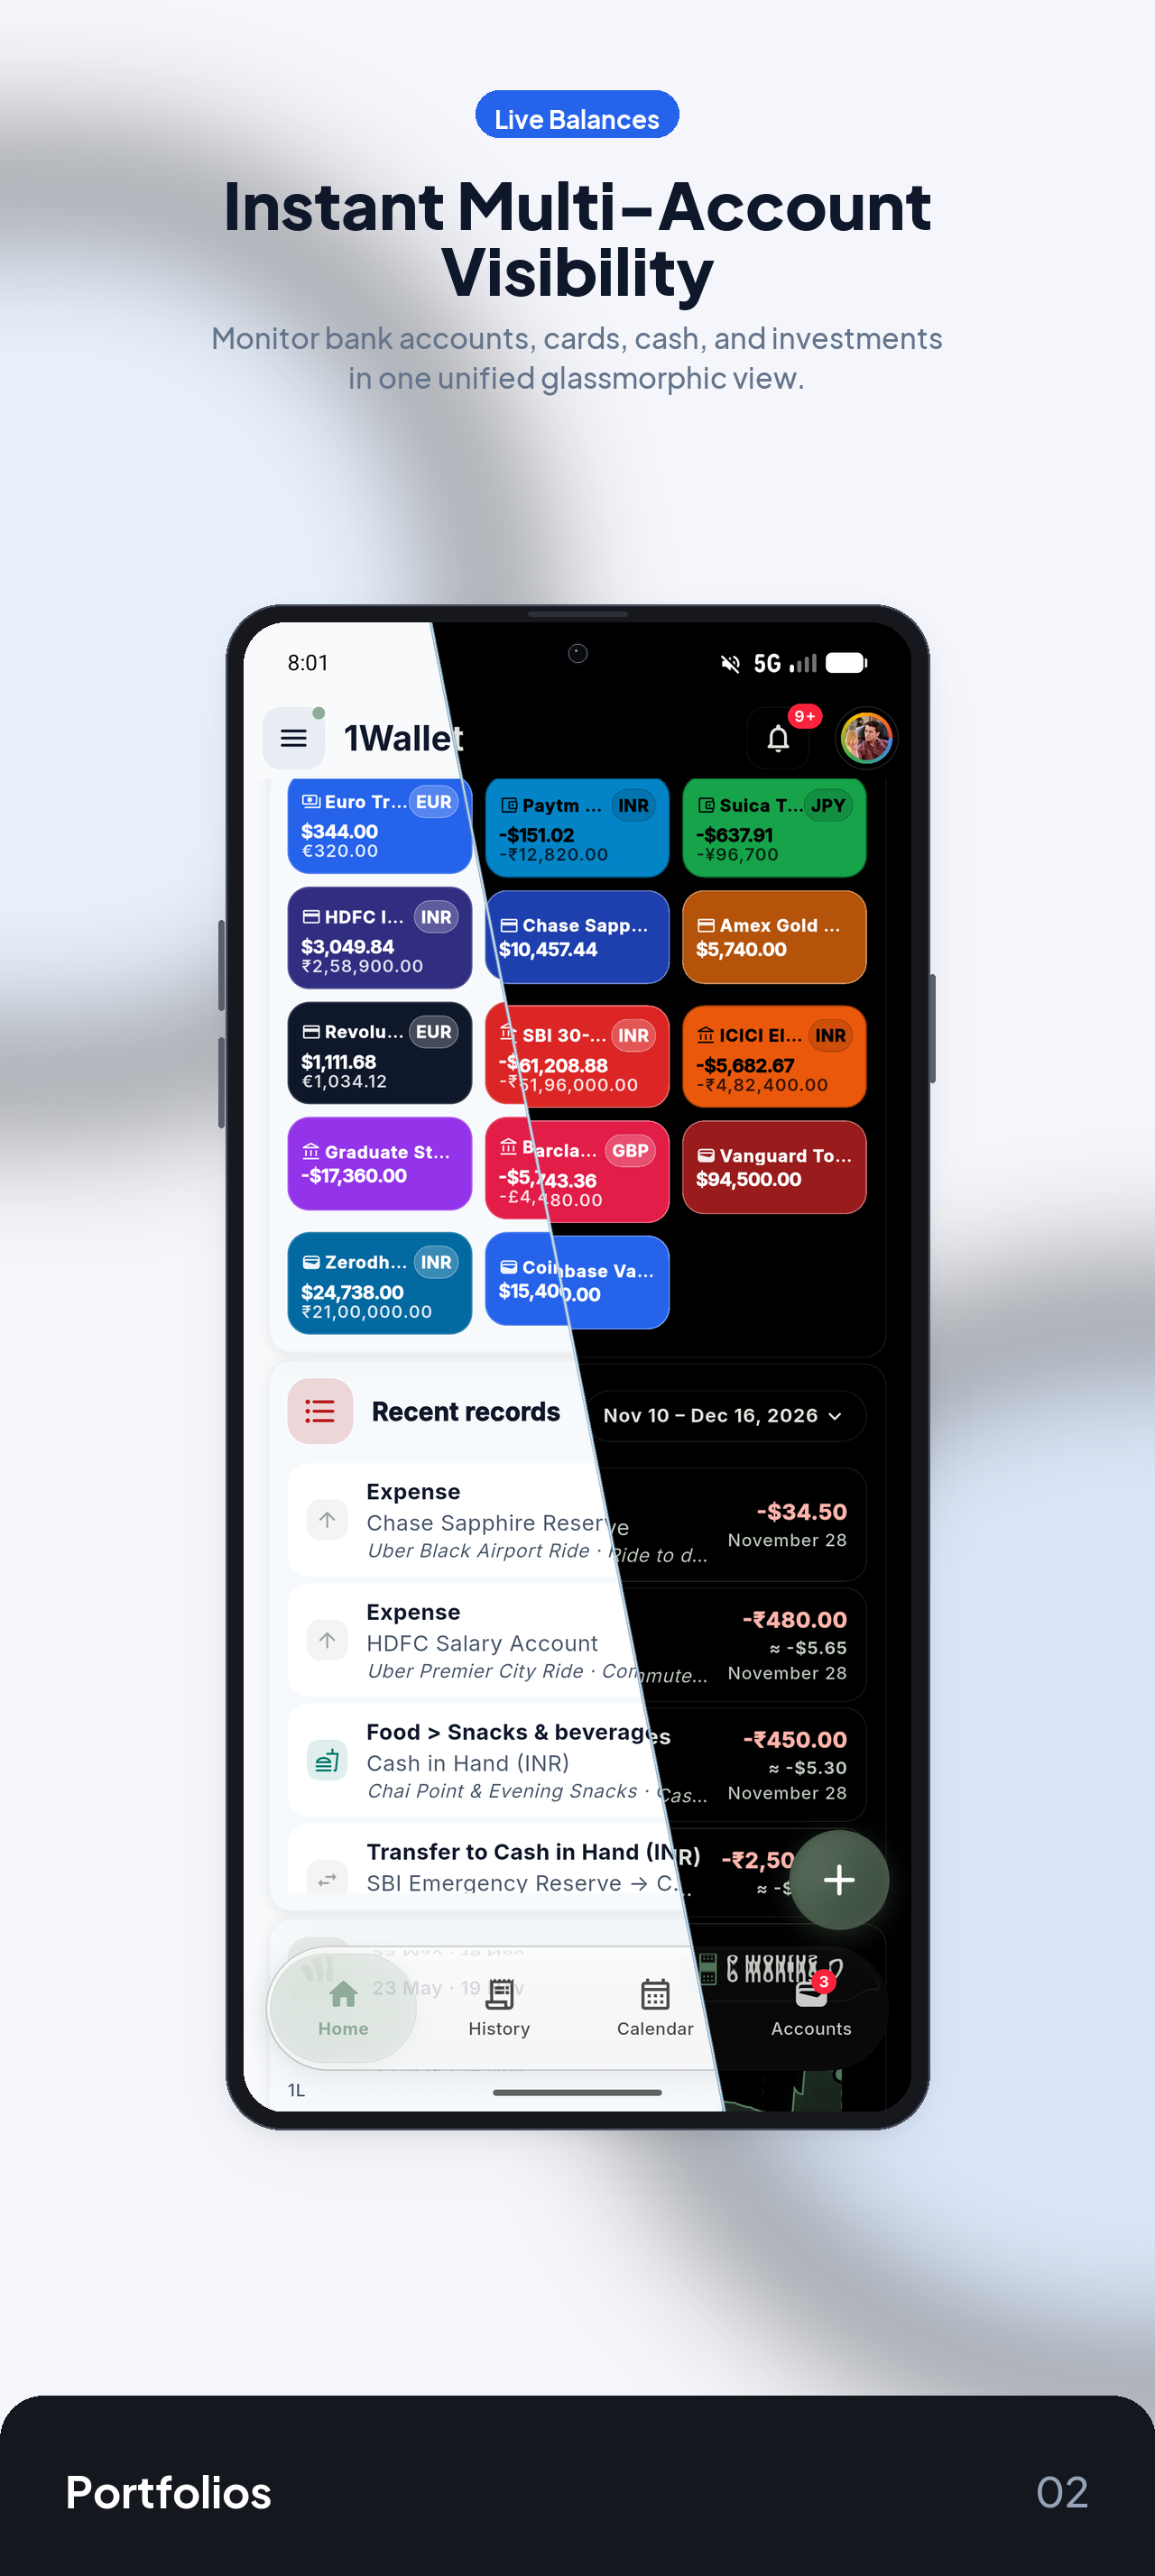 Live Balances
Instant Multi-Account
Visibility
Monitor bank accounts, cards, cash, and investments
in one unified glassmorphic view.
8:01
5G
1Wallet
9+
Euro Tr... EUR
$344.00
€320.00
Paytm ... INR
-$151.02
-₹12,820.00
Suica T... JPY
-$637.91
-¥96,700
HDFC I... INR
$3,049.84
₹2,58,900.00
Chase Sapp...
$10,457.44
Amex Gold ...
$5,740.00
Revolu... EUR
$1,111.68
€1,034.12
SBI 30-... INR
-$61,208.88
-₹51,96,000.00
ICICI El... INR
-$5,682.67
-₹4,82,400.00
Graduate St...
-$17,360.00
Barcla... GBP
-$5,743.36
-£4,480.00
Vanguard To...
$94,500.00
Zerodh... INR
$24,738.00
₹21,00,000.00
Coinbase Va...
$15,400.00
Recent records
Nov 10 – Dec 16, 2026
Expense
Chase Sapphire Reserve
Uber Black Airport Ride · Ride to d...
-$34.50
November 28
Expense
HDFC Salary Account
Uber Premier City Ride · Commute...
-₹480.00
≈ -$5.65
November 28
Food > Snacks & beverages
Cash in Hand (INR)
Chai Point & Evening Snacks · Cas...
-₹450.00
≈ -$5.30
November 28
Transfer to Cash in Hand (INR)
SBI Emergency Reserve → C...
-₹2,50
≈ -$
23 May · 19 Nov
6 months
3
Home
History
Calendar
Accounts
1L
Portfolios
02